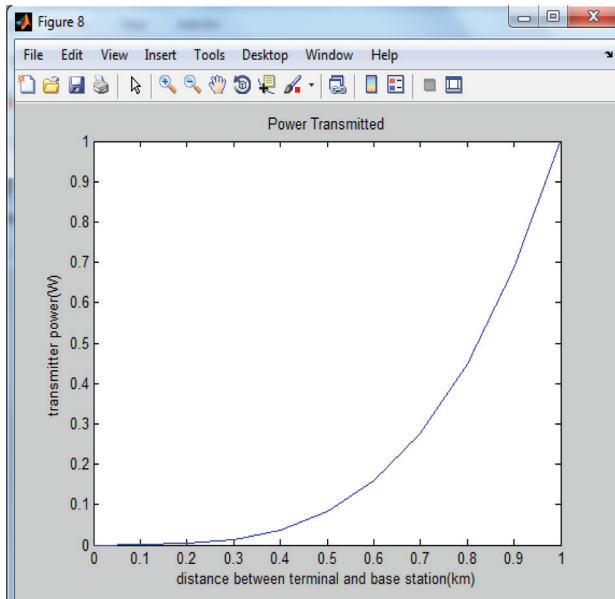 Figure 8
File Edit View Insert Tools Desktop Window Help
Power Transmitted
1
0.9
0.8
0.7
0.6
0.5
0.4
0.3
0.2
0.1
0
transmitter power(W)
0 0.1 0.2 0.3 0.4 0.5 0.6 0.7 0.8 0.9 1
distance between terminal and base station(km)